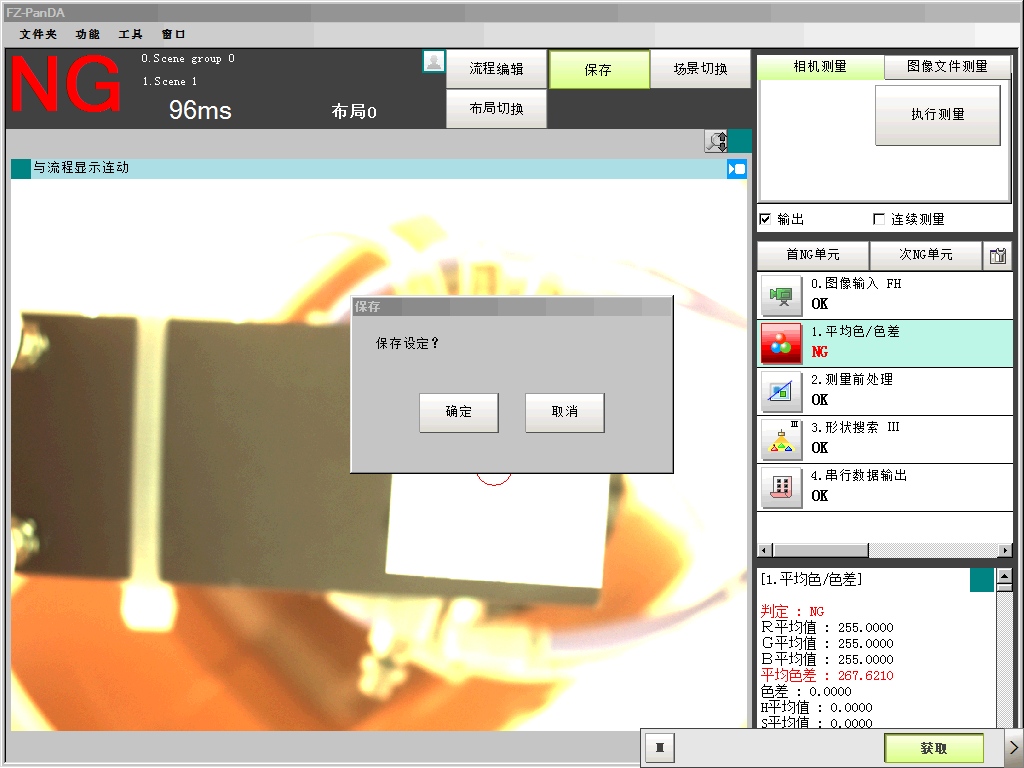 FZ-PanDA
文件夹 功能 工具 窗口
NG
0.Scene group 0
1.Scene 1
96ms
布局0
流程编辑
保存
场景切换
布局切换
与流程显示连动
保存
保存设定?
确定
取消
相机测量
图像文件测量
执行测量
输出
连续测量
首NG单元
次NG单元
0.图像输入 FH
OK
1.平均色/色差
NG
2.测量前处理
OK
3.形状搜索 III
OK
4.串行数据输出
OK
[1.平均色/色差]
判定 : NG
R平均值 : 255.0000
G平均值 : 255.0000
B平均值 : 255.0000
平均色差 : 267.6210
色差 : 0.0000
H平均值 : 0.0000
S平均值 : 0.0000
获取